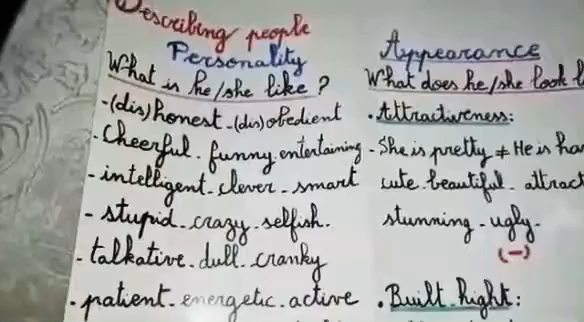 Describing people
Personality
What is he/she like?
-(dis)honest-(dis)obedient
-Cheerful-funny-entertaining
-intelligent-clever-smart
-stupid-crazy-selfish.
-talkative-dull-cranky
-patient-energetic-active
Appearance
What does he/she look
•Attractiveness:
-She is pretty ≠ He is
cute-beautiful-attract
stunning-ugly-
(-)
•Built-hight: